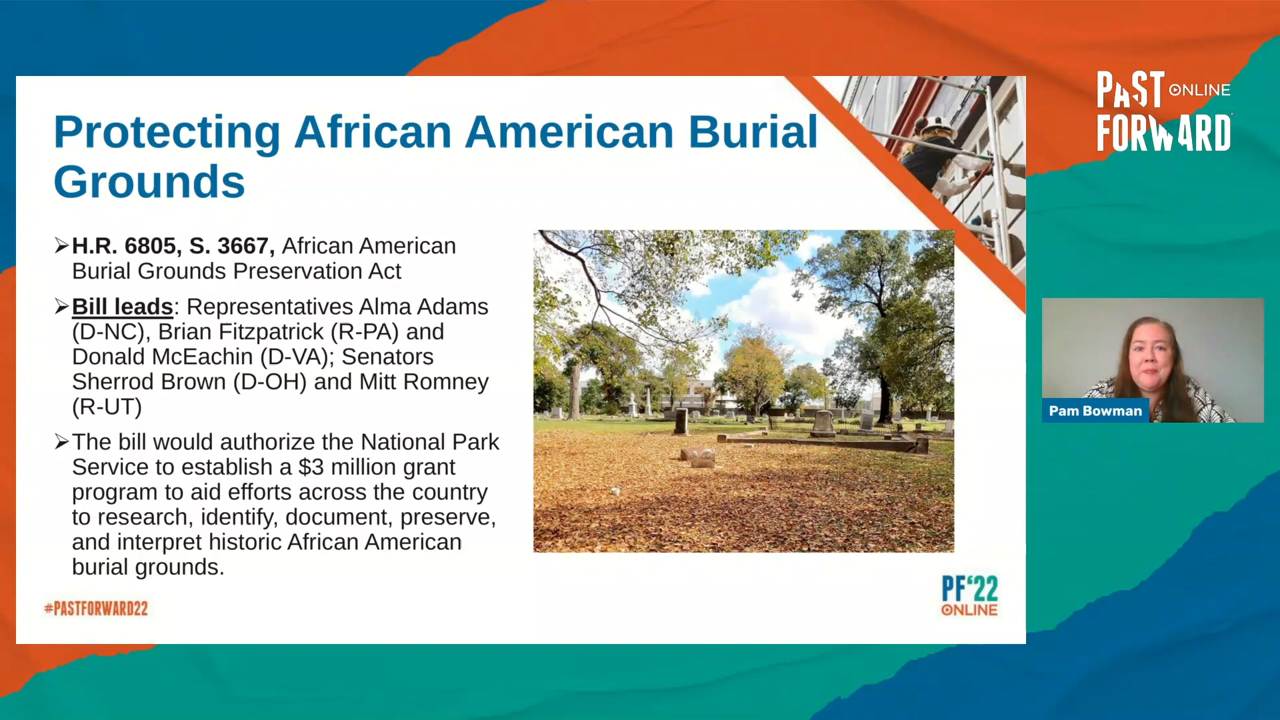 Protecting African American Burial
Grounds
➢H.R. 6805, S. 3667, African American
Burial Grounds Preservation Act
➢Bill leads: Representatives Alma Adams
(D-NC), Brian Fitzpatrick (R-PA) and
Donald McEachin (D-VA); Senators
Sherrod Brown (D-OH) and Mitt Romney
(R-UT)
➢The bill would authorize the National Park
Service to establish a $3 million grant
program to aid efforts across the country
to research, identify, document, preserve,
and interpret historic African American
burial grounds.
#PASTFORWARD22
PF‘22
ONLINE
PAST ONLINE
FORWARD
Pam Bowman